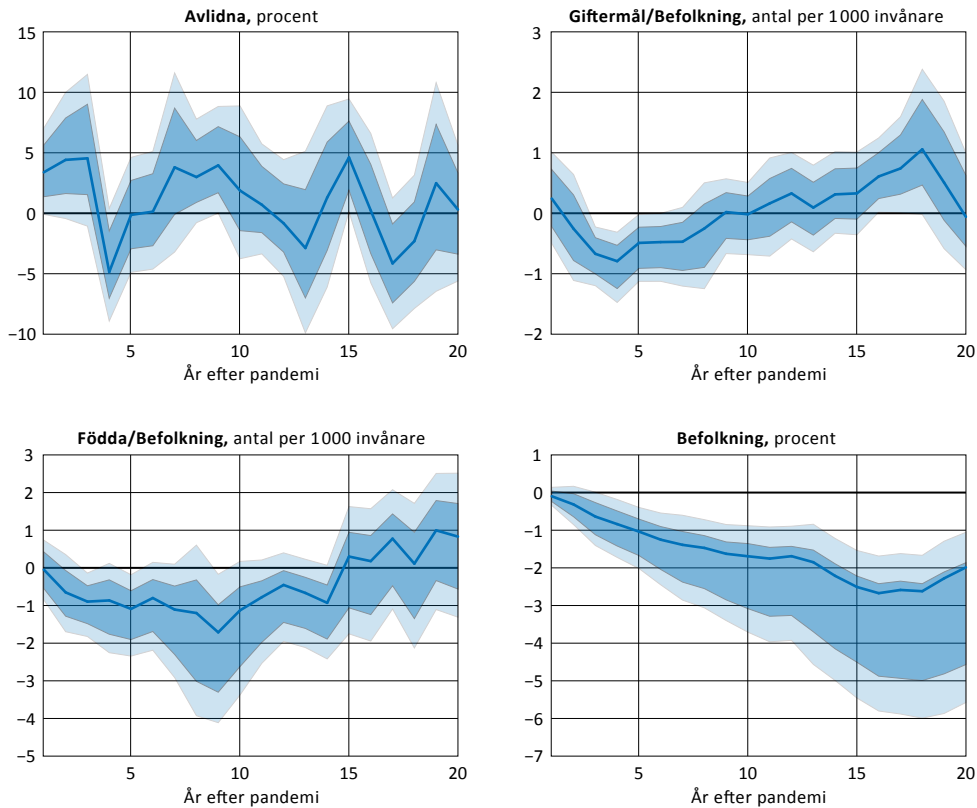 Avlidna, procent
15
10
5
0
−5
−10
5 10 15 20
År efter pandemi
Giftermål/Befolkning, antal per 1000 invånare
3
2
1
0
−1
−2
5 10 15 20
År efter pandemi
Födda/Befolkning, antal per 1000 invånare
3
2
1
0
−1
−2
−3
−4
−5
5 10 15 20
År efter pandemi
Befolkning, procent
1
0
−1
−2
−3
−4
−5
−6
−7
5 10 15 20
År efter pandemi